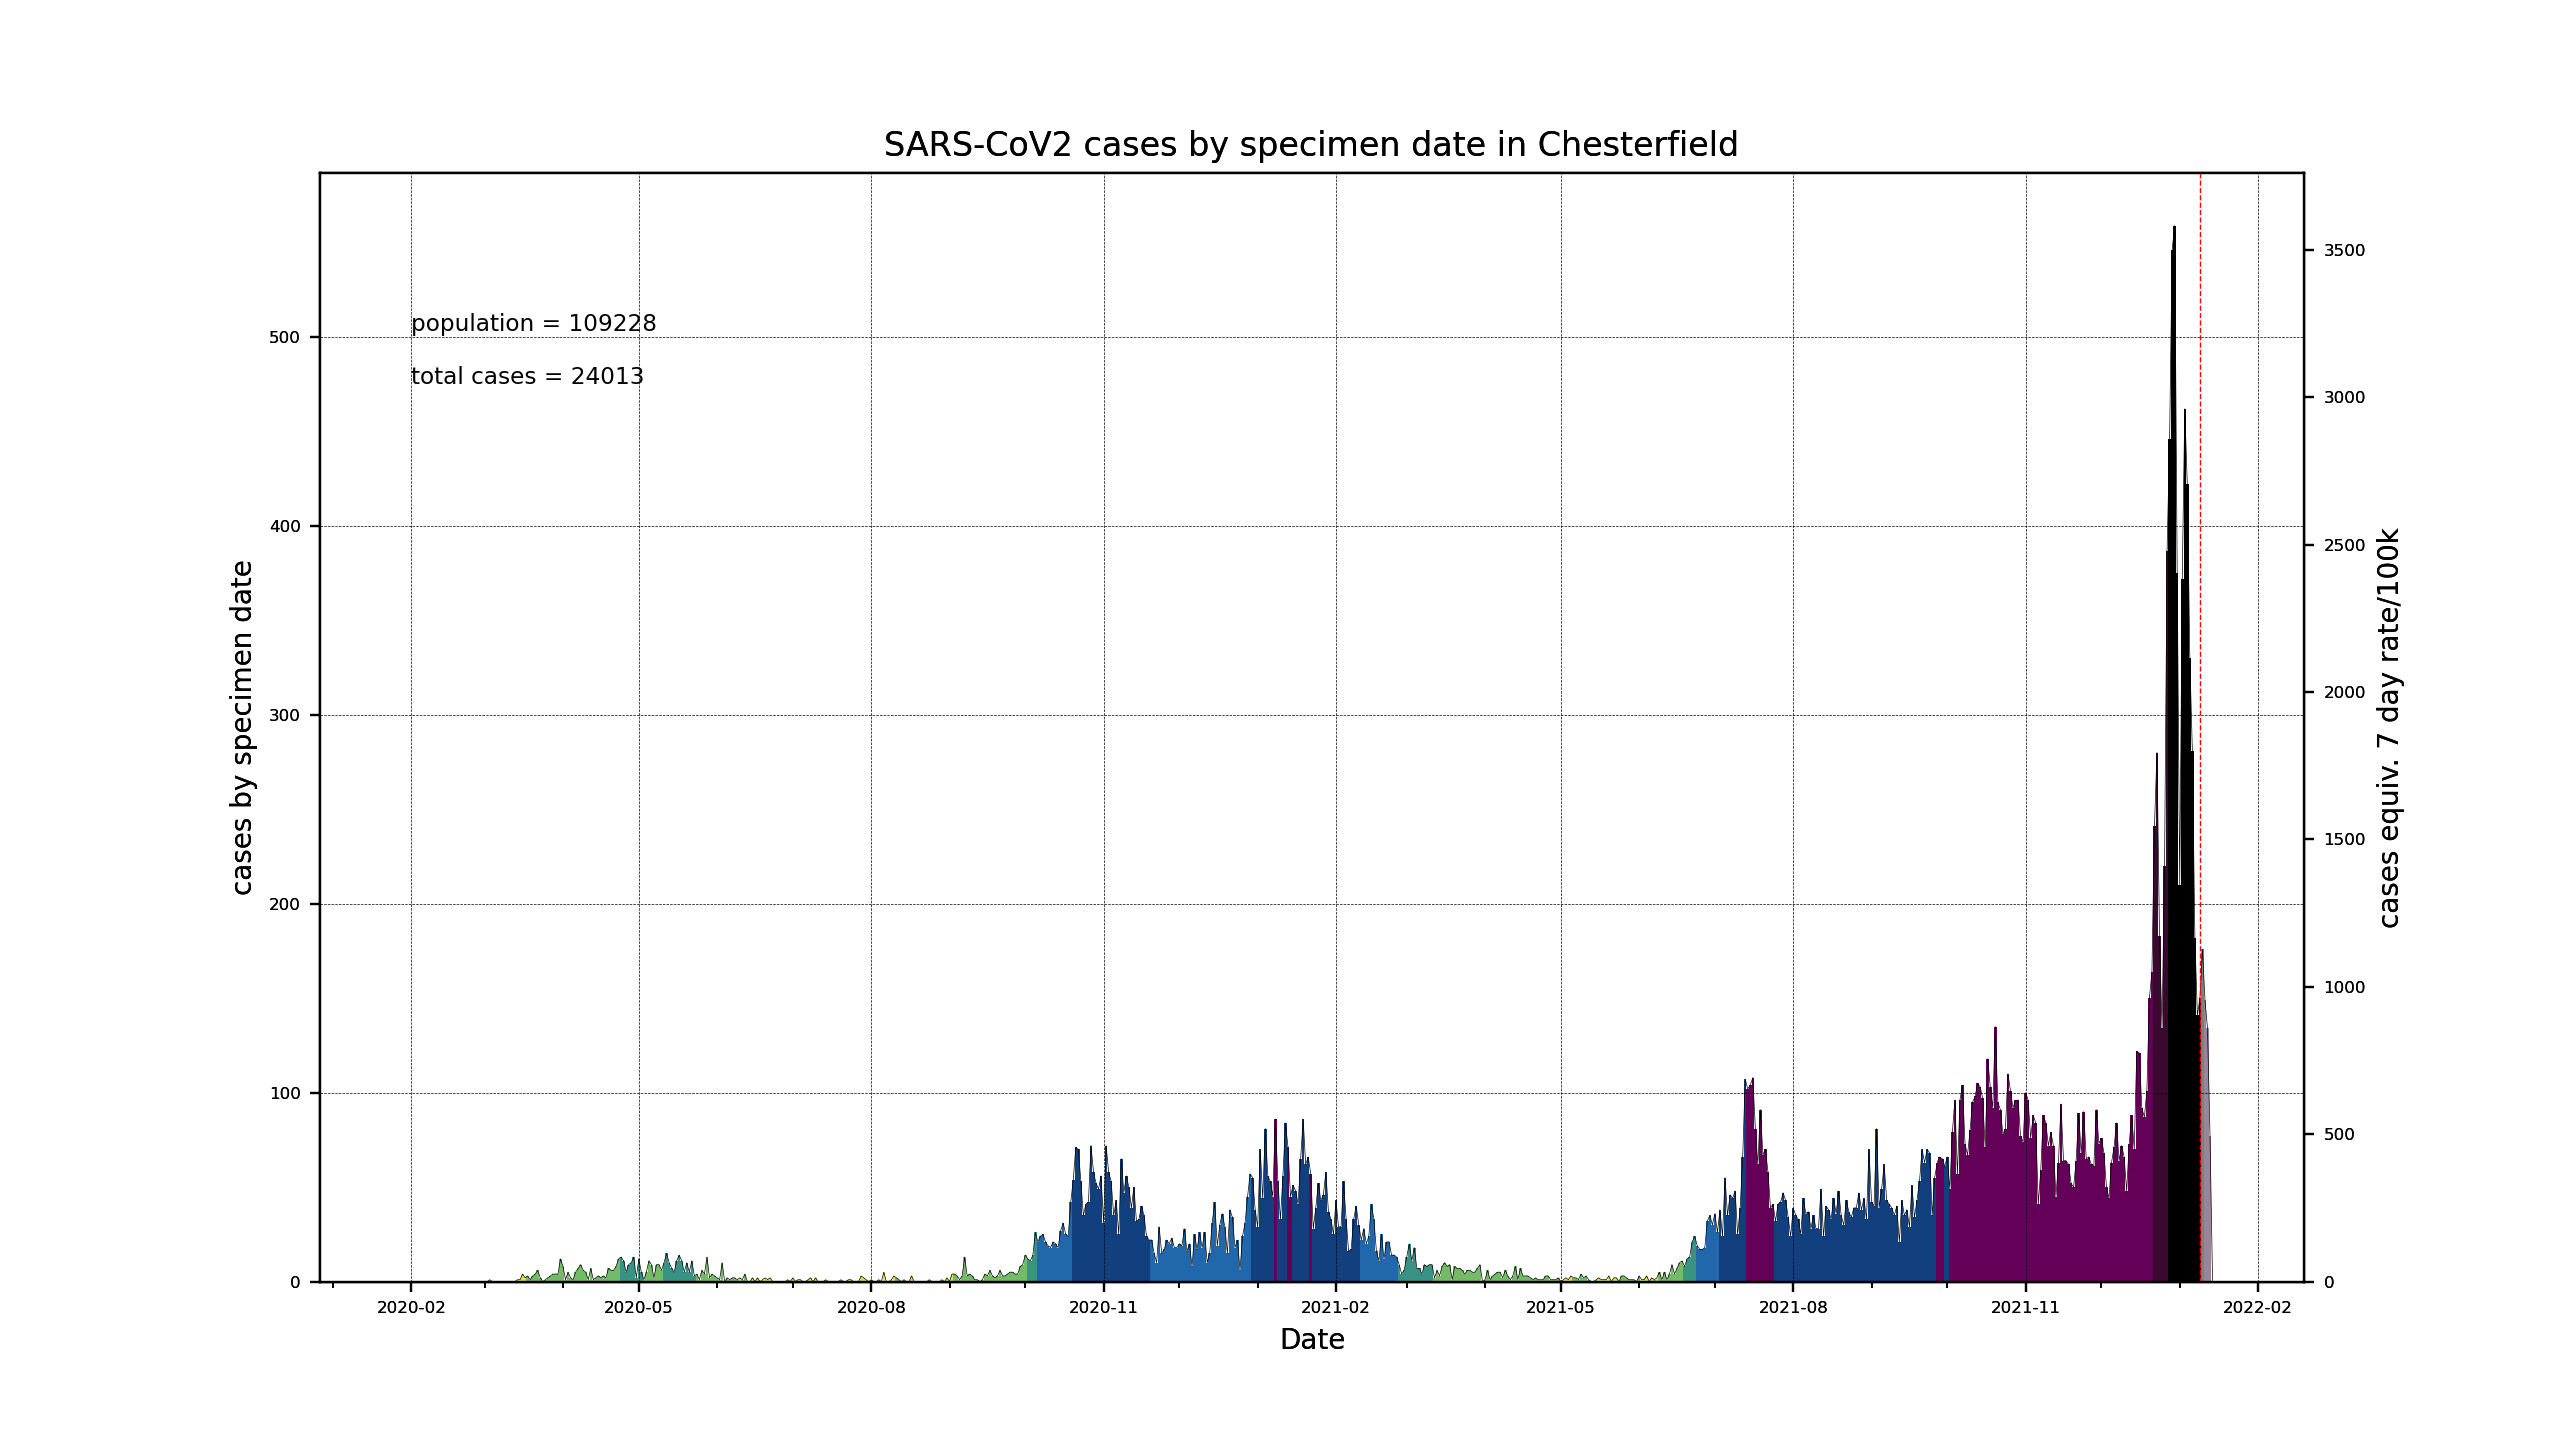 SARS-CoV2 cases by specimen date in Chesterfield
population = 109228
total cases = 24013
cases by specimen date
500
400
300
200
100
0
3500
3000
2500
2000
1500
1000
500
0
cases equiv. 7 day rate/100k
2020-02 2020-05 2020-08 2020-11 2021-02 2021-05 2021-08 2021-11 2022-02
Date